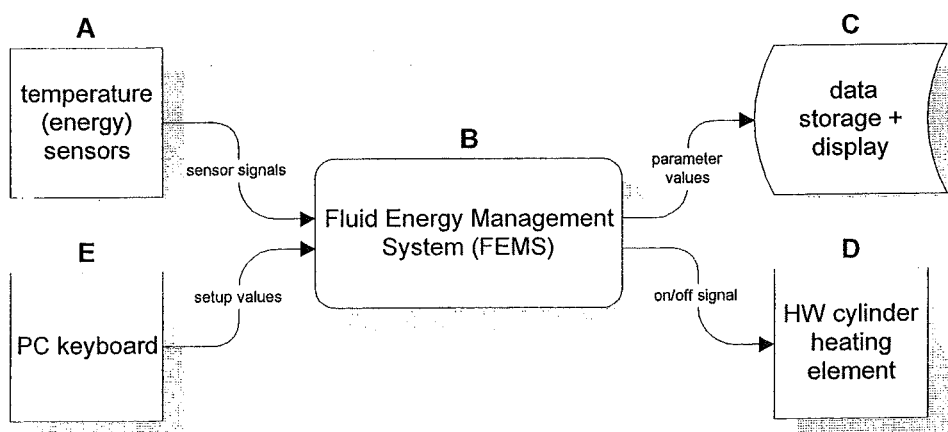 A
temperature
(energy)
sensors
sensor signals
E
PC keyboard
setup values
B
Fluid Energy Management
System (FEMS)
C
data
storage +
display
parameter
values
D
HW cylinder
heating
element
on/off signal